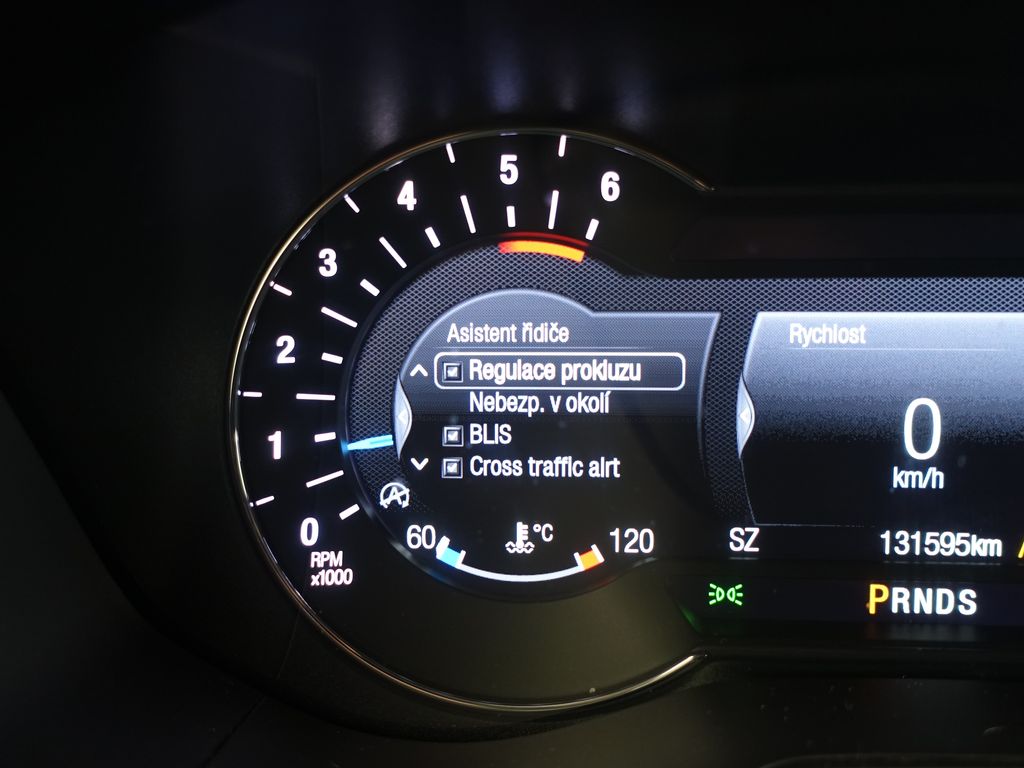 6
5
4
3
2
1
0
RPM
x1000
Asistent řidiče
Regulace prokluzu
Nebezp. v okolí
BLIS
Cross traffic alrt
A
60
°C
120
Rychlost
0
km/h
SZ
131595km
PRNDS